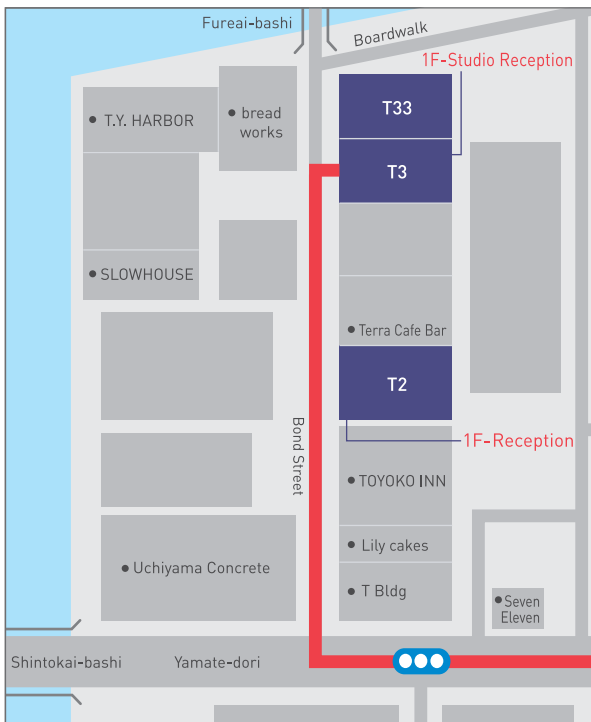 Fureai-bashi
Boardwalk
1F-Studio Reception
T.Y. HARBOR
bread
works
T33
T3
SLOWHOUSE
Terra Cafe Bar
T2
Bond Street
1F-Reception
TOYOKO INN
Lily cakes
Uchiyama Concrete
T Bldg
Seven
Eleven
Shintokai-bashi
Yamate-dori